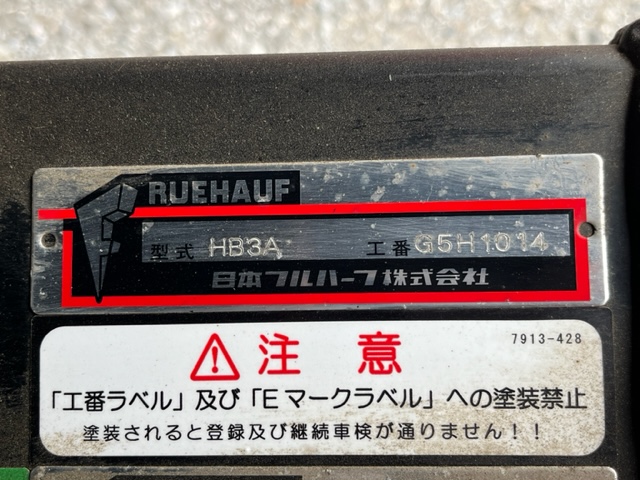 RUEHAUF
型式 HB3A 工番 G5H1014
日本フルハーフ株式会社
注意
7913-428
「工番ラベル」及び「Eマークラベル」への塗装禁止
塗装されると登録及び継続車検が通りません!!